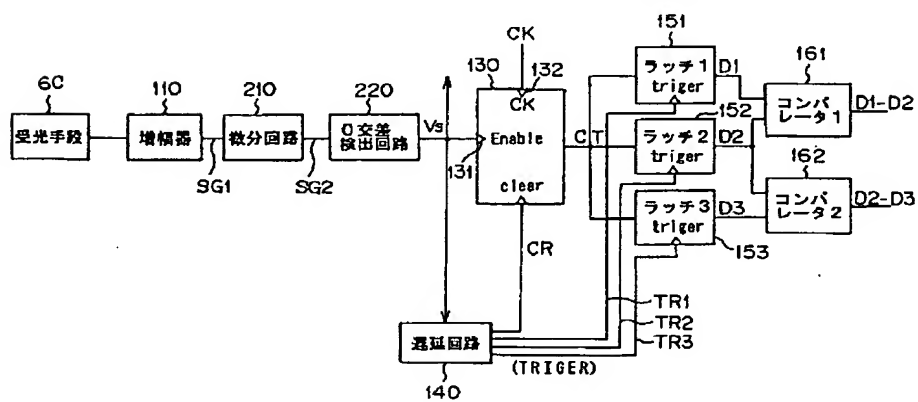 60
受光手段
110
増幅器
SG1
210
微分回路
SG2
220
0交差
検出回路
Vs
CK
130
132
CK
131
Enable
clear
CR
CT
151
ラッチ1
triger
D1
152
ラッチ2
triger
D2
ラッチ3
triger
D3
153
161
コンパ
レータ1
D1-D2
162
コンパ
レータ2
D2-D3
TR1
TR2
TR3
遅延回路
140
(TRIGER)